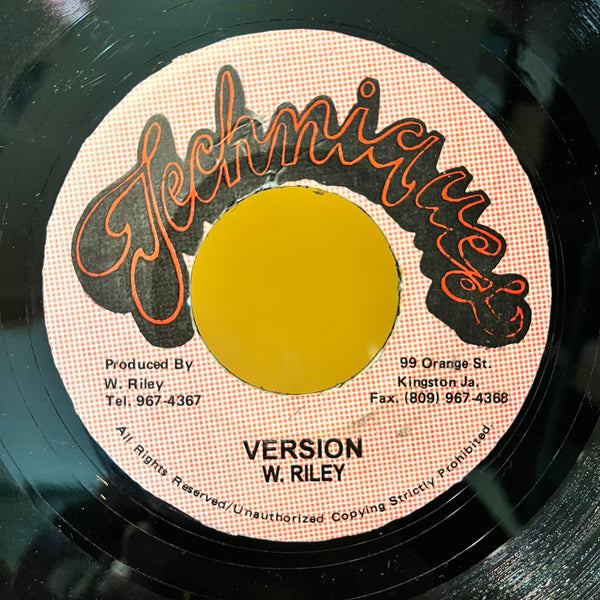 Techniques
Produced By
W. Riley
Tel. 967-4367
99 Orange St.
Kingston Ja,
Fax. (809) 967-4368
VERSION
W. RILEY
All Rights Reserved/Unauthorized Copying Strictly Prohibited.